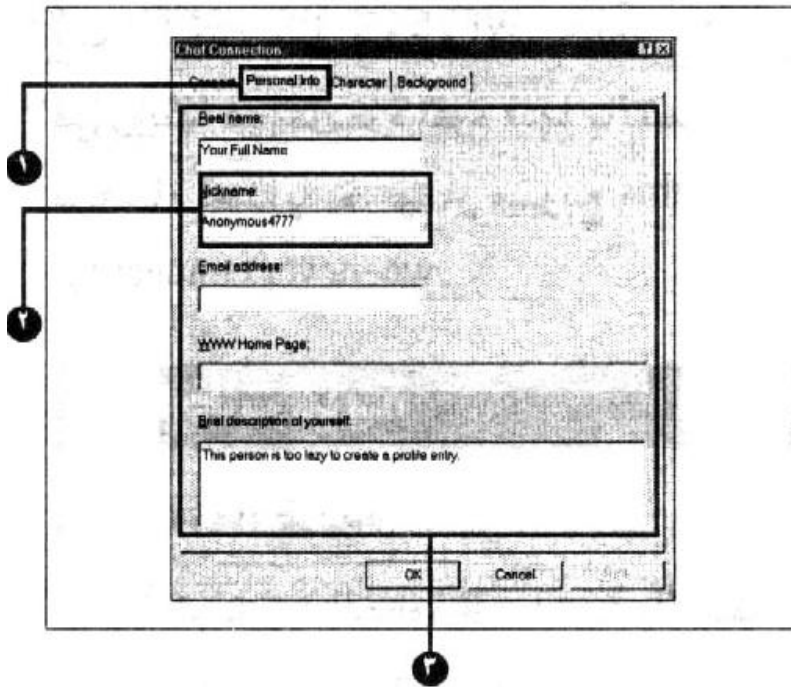 Chat Connection
Connect Personal Info Character Background
١
Real name:
Your Full Name
Nickname:
٢
Anonymous4777
Email address:
WWW Home Page:
Brief description of yourself:
This person is too lazy to create a profile entry.
OK Cancel
٣